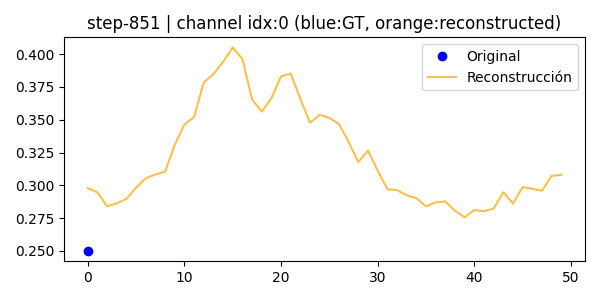 step-851 | channel idx:0 (blue:GT, orange:reconstructed)
Original
Reconstrucción
0.400
0.375
0.350
0.325
0.300
0.275
0.250
0 10 20 30 40 50